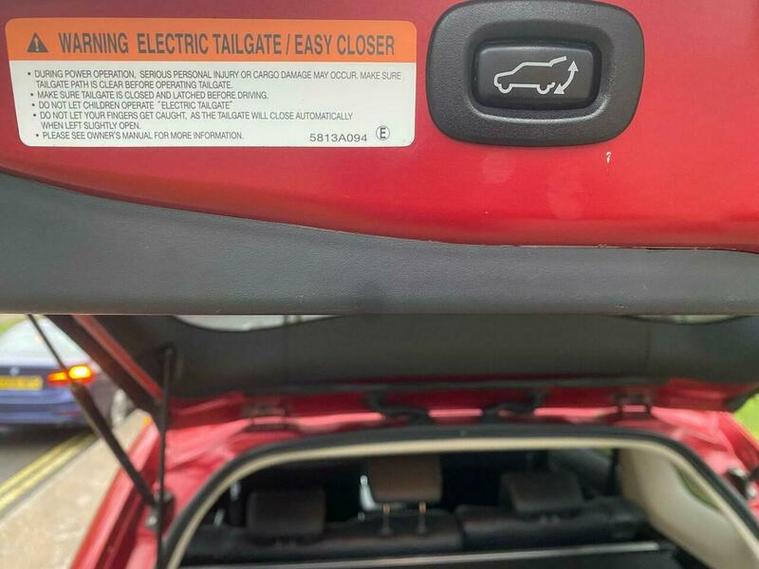 WARNING ELECTRIC TAILGATE / EASY CLOSER
• DURING POWER OPERATION, SERIOUS PERSONAL INJURY OR CARGO DAMAGE MAY OCCUR. MAKE SURE
TAILGATE PATH IS CLEAR BEFORE OPERATING TAILGATE.
• MAKE SURE TAILGATE IS CLOSED AND LATCHED BEFORE DRIVING.
• DO NOT LET CHILDREN OPERATE "ELECTRIC TAILGATE"
• DO NOT LET YOUR FINGERS GET CAUGHT, AS THE TAILGATE WILL CLOSE AUTOMATICALLY
WHEN LEFT SLIGHTLY OPEN.
• PLEASE SEE OWNER'S MANUAL FOR MORE INFORMATION.
5813A094 E